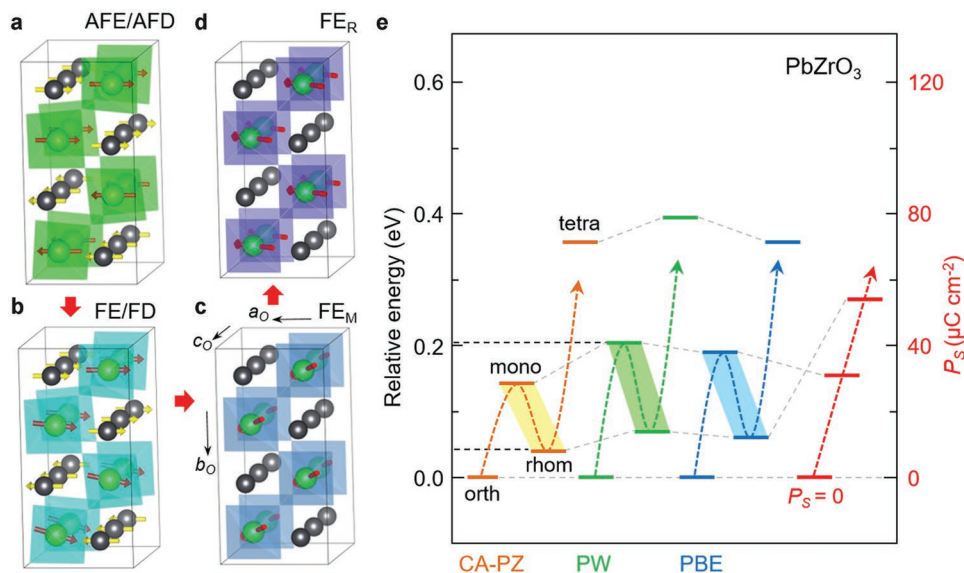 a
AFE/AFD
d
FE_R
b
FE/FD
c
a_O
c_O
b_O
FE_M
e
PbZrO₃
Relative energy (eV)
0.6
0.4
0.2
0.0
tetra
mono
rhom
orth
CA-PZ
PW
PBE
P_S = 0
120
80
40
0
P_S (μC cm⁻²)